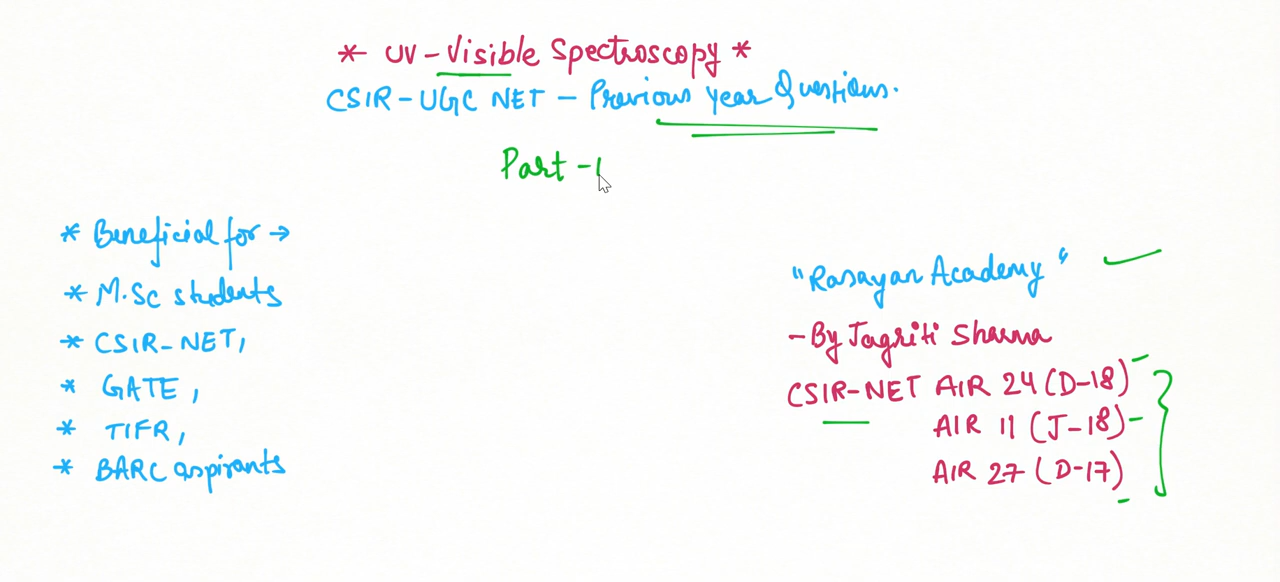 * UV-Visible Spectroscopy *
CSIR-UGC NET - Previous Year Questions.
Part -1
* Beneficial for →
* M.Sc students
* CSIR-NET,
* GATE,
* TIFR,
* BARC aspirants
"Rasayan Academy"
-By Jagriti Sharma
CSIR-NET AIR 24 (D-18)
AIR 11 (J-18)
AIR 27 (D-17)